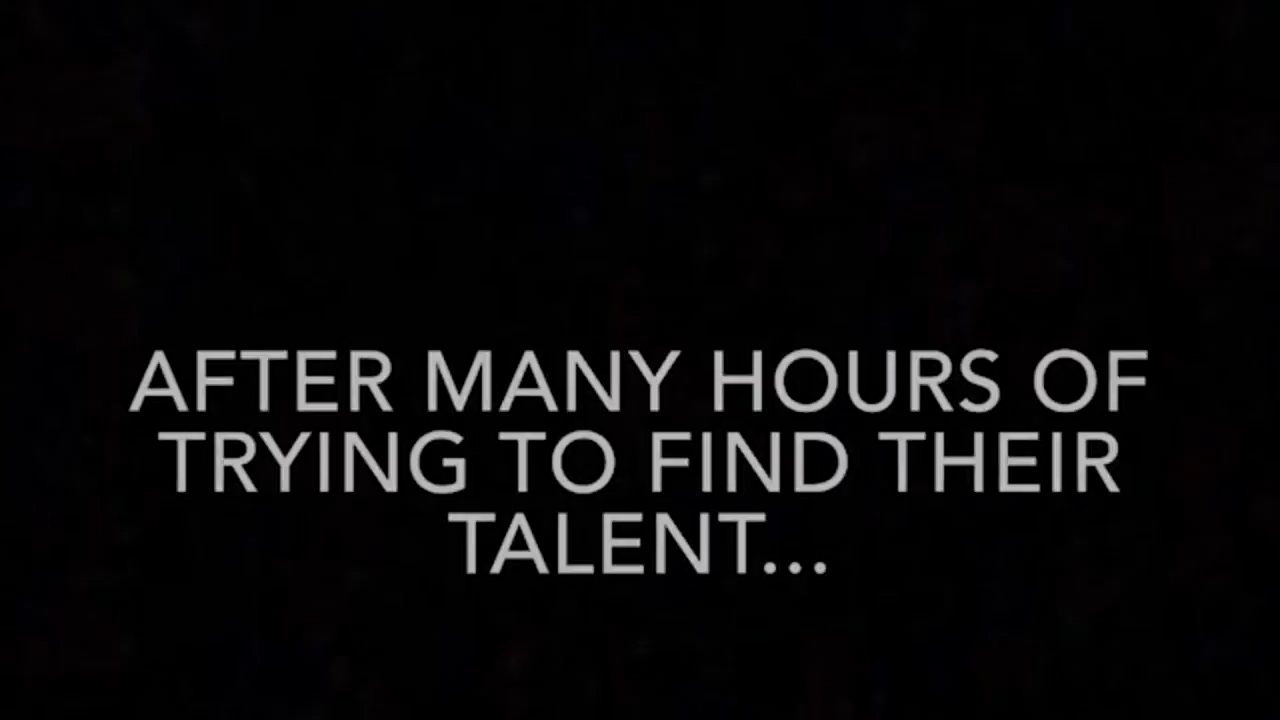 AFTER MANY HOURS OF
TRYING TO FIND THEIR
TALENT...